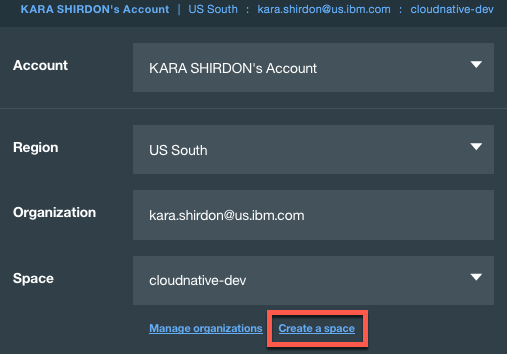 KARA SHIRDON's Account | US South : kara.shirdon@us.ibm.com : cloudnative-dev
Account KARA SHIRDON's Account
Region US South
Organization kara.shirdon@us.ibm.com
Space cloudnative-dev
Manage organizations Create a space